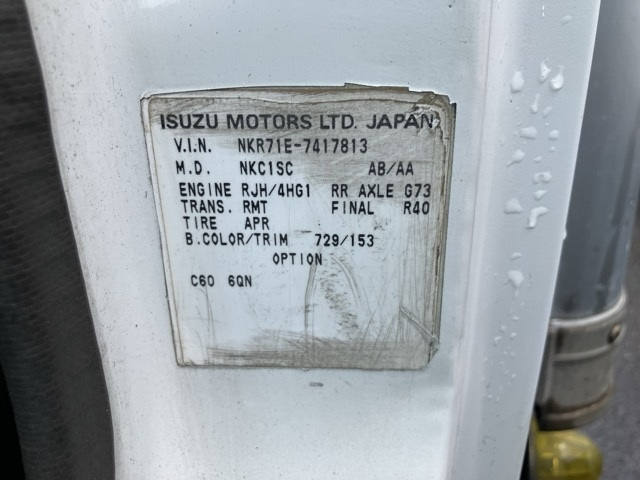 ISUZU MOTORS LTD. JAPAN
V.I.N. NKR71E-7417813
M.D. NKC1SC AB/AA
ENGINE RJH/4HG1 RR AXLE G73
TRANS. RMT FINAL R40
TIRE APR
B.COLOR/TRIM 729/153
OPTION
C60 6QN